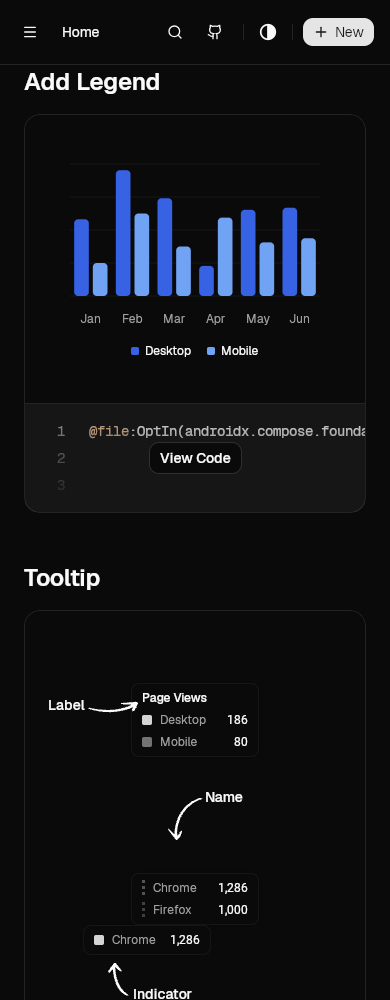 Home
New
Add Legend
Jan Feb Mar Apr May Jun
Desktop Mobile
1 @file:OptIn(androidx.compose.founda
2
View Code
3
Tooltip
Page Views
Label
Desktop 186
Mobile 80
Name
Chrome 1,286
Firefox 1,000
Chrome 1,286
Indicator